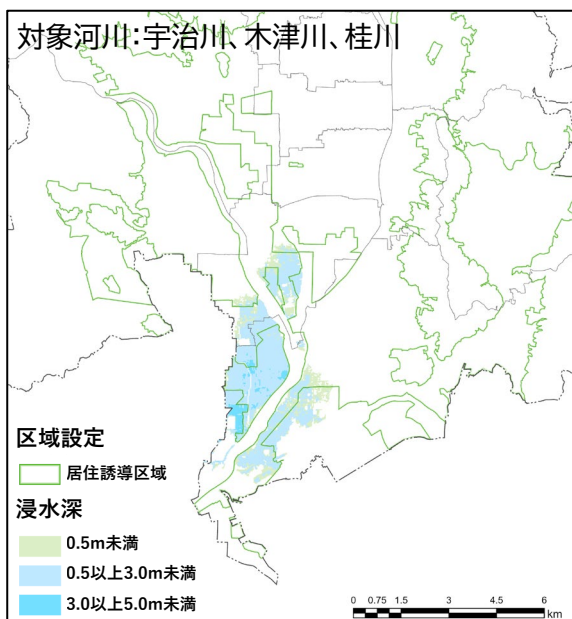 対象河川:宇治川、木津川、桂川
区域設定
居住誘導区域
浸水深
0.5m未満
0.5以上3.0m未満
3.0以上5.0m未満
0 0.75 1.5 3 4.5 6
km